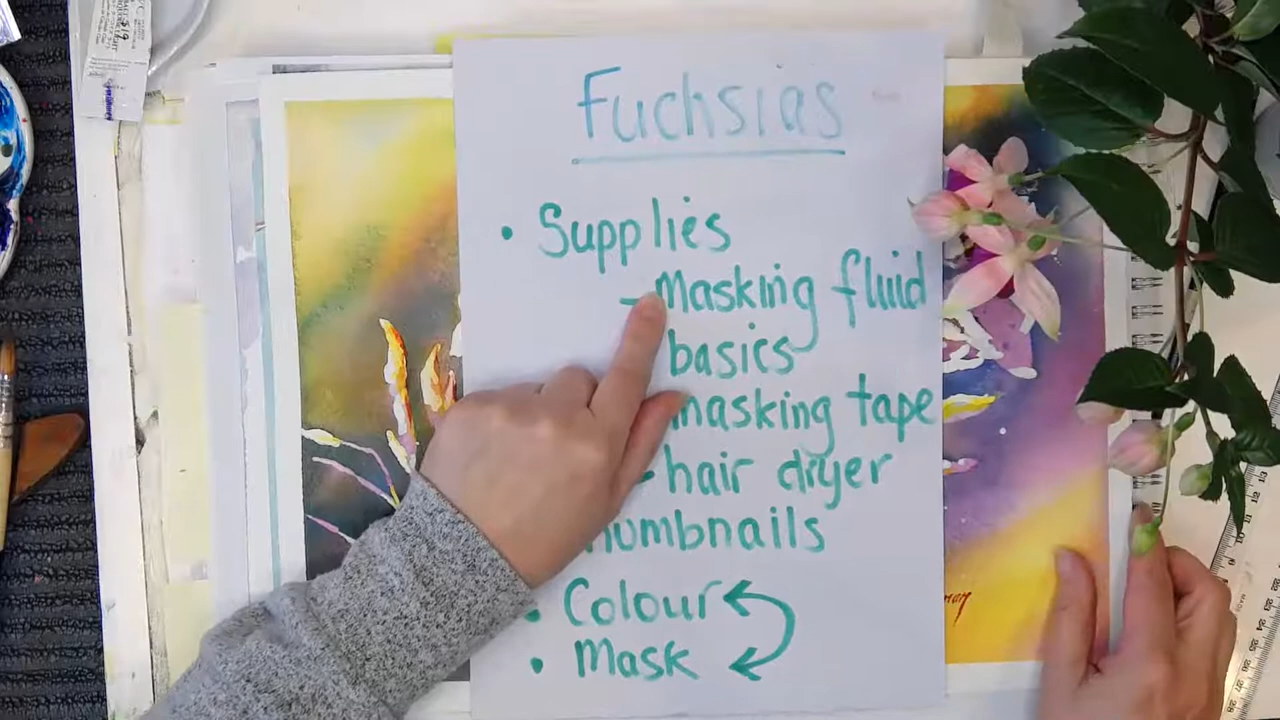 Fuchsias
• Supplies
- Masking fluid
basics
masking tape
- hair dryer
humbnails
• Colour
• Mask